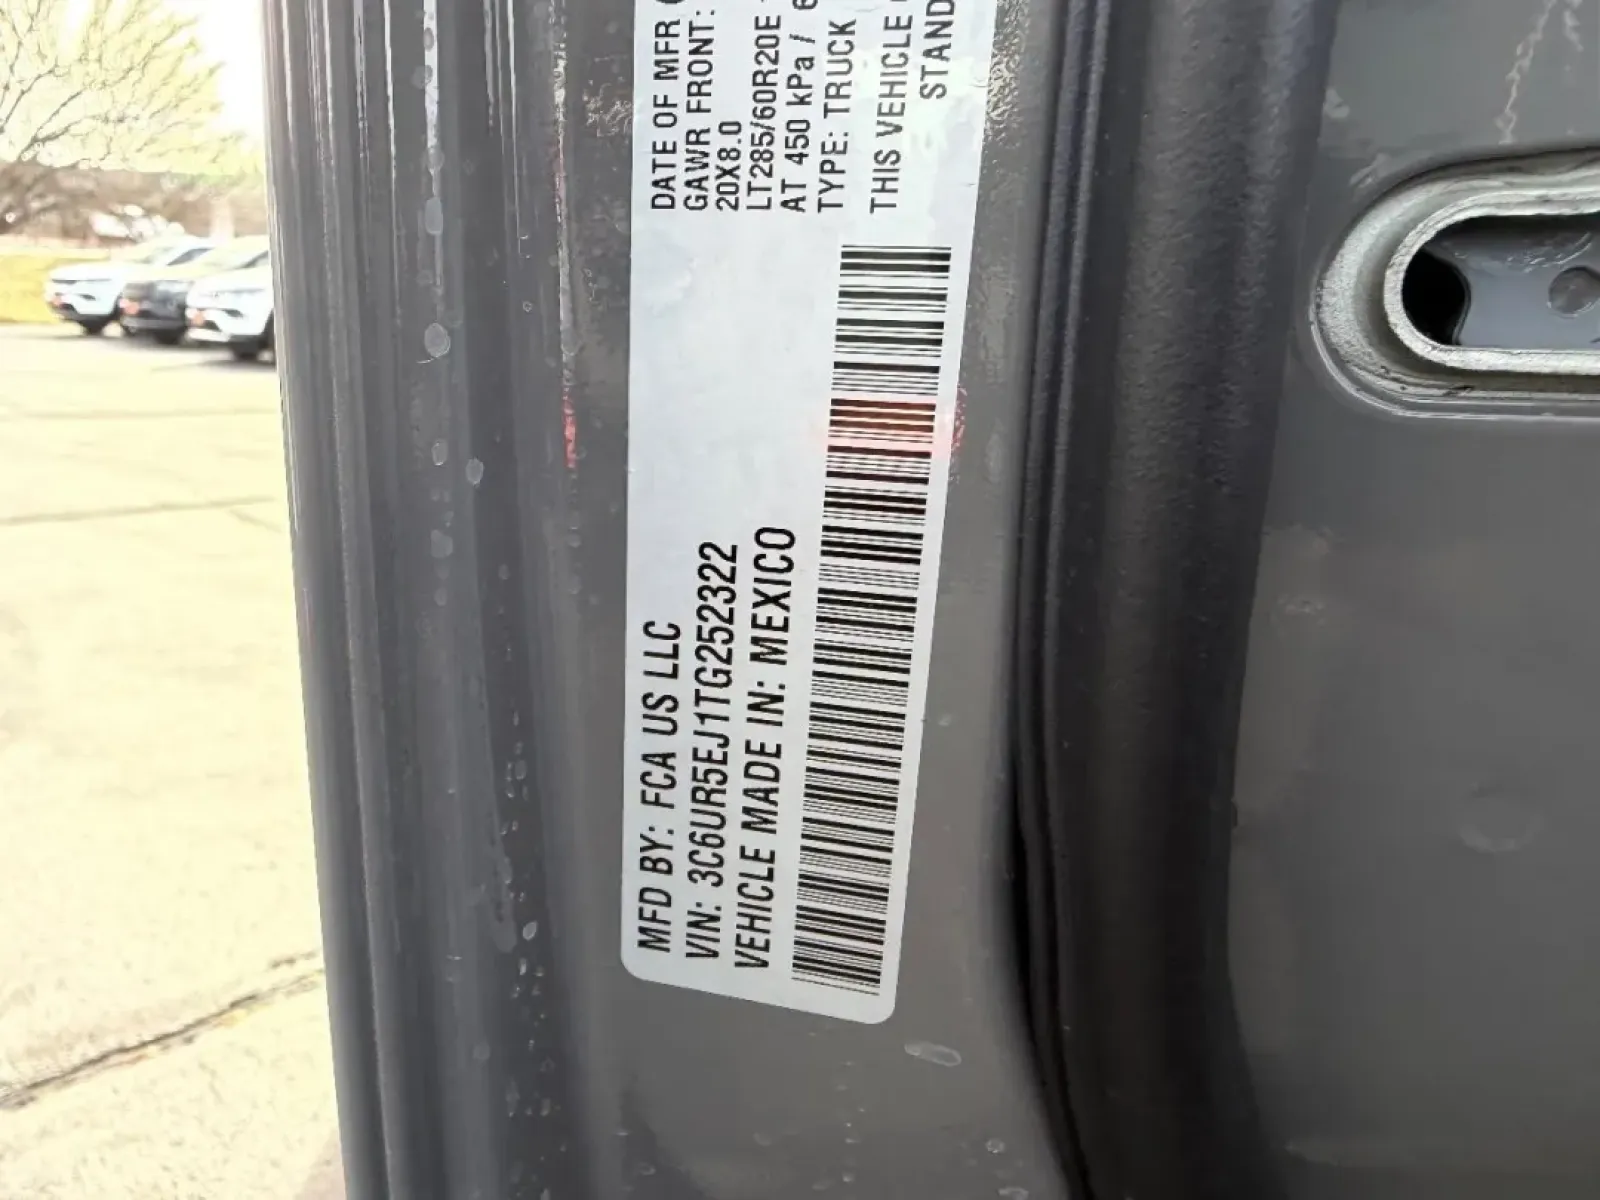 MFD BY: FCA US LLC
VIN: 3C6UR5EJ1TG252322
VEHICLE MADE IN: MEXICO
DATE OF MFR
GAWR FRONT:
20X8.0
LT285/60R20E
AT 450 kPa / 6
TYPE: TRUCK
THIS VEHICLE
STAND